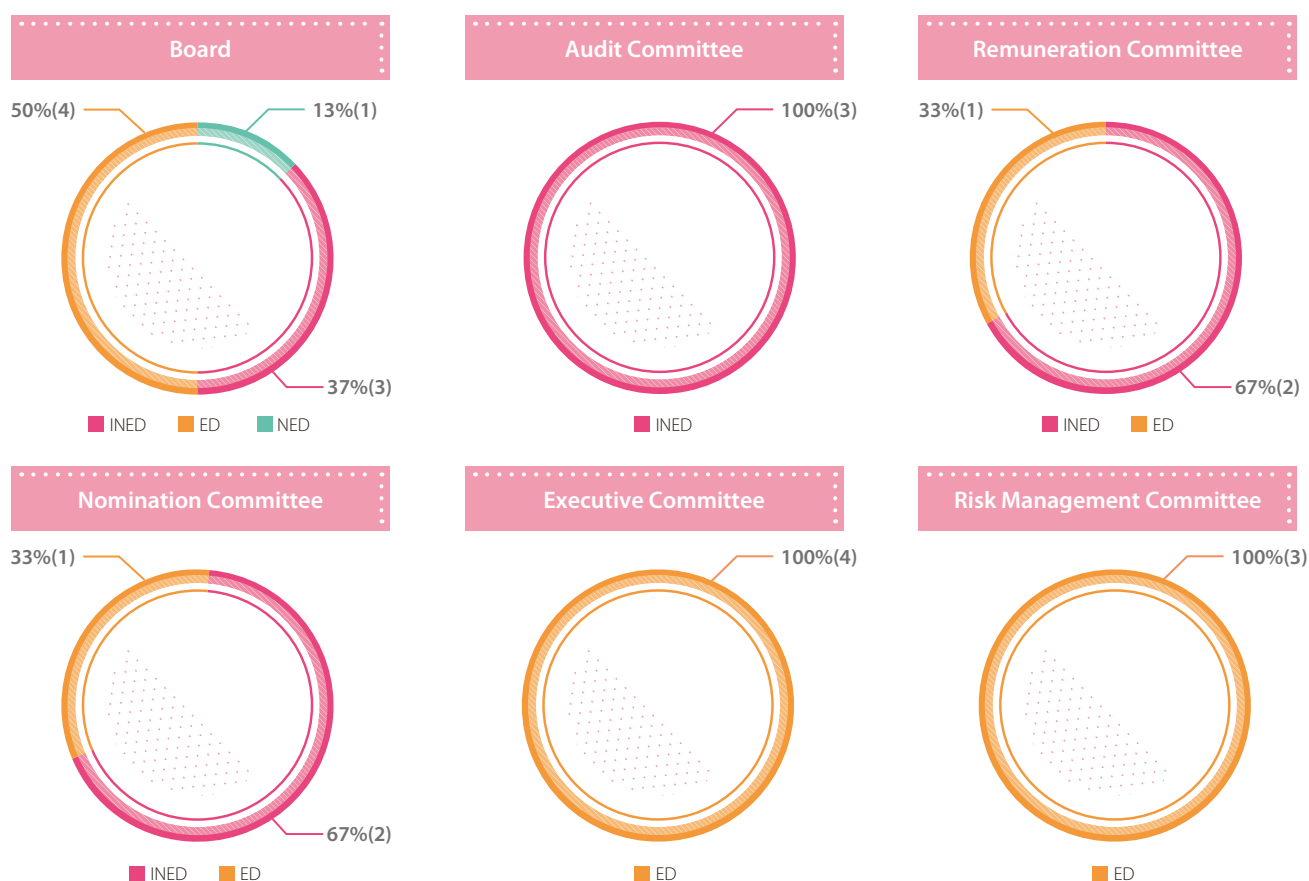 Board
50%(4)
13%(1)
37%(3)
INED ED NED
Audit Committee
100%(3)
INED
Remuneration Committee
33%(1)
67%(2)
INED ED
Nomination Committee
33%(1)
67%(2)
INED ED
Executive Committee
100%(4)
ED
Risk Management Committee
100%(3)
ED